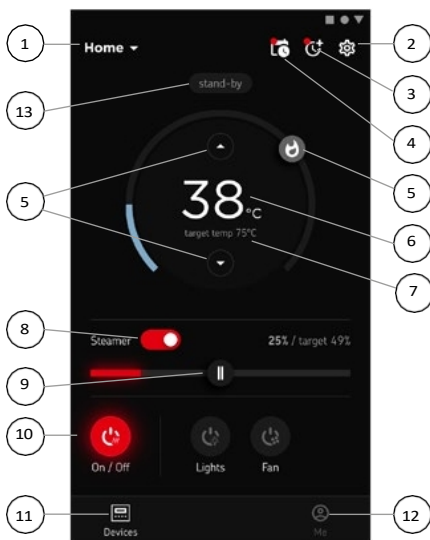 1
Home
2
3
4
13
stand-by
5
5
38 °C
target temp 75°C
6
7
8
Steamer
25% / target 49%
9
10
On / Off
Lights
Fan
11
Devices
12
Me